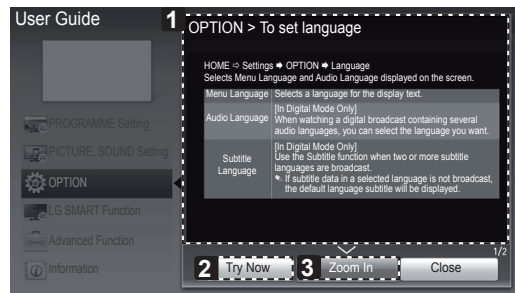 User Guide
1
OPTION > To set language
HOME ⇨ Settings ➡ OPTION ➡ Language
Selects Menu Language and Audio Language displayed on the screen.
Menu Language Selects a language for the display text.
Audio Language
[In Digital Mode Only]
When watching a digital broadcast containing several
audio languages, you can select the language you want.
Subtitle
Language
[In Digital Mode Only]
Use the Subtitle function when two or more subtitle
languages are broadcast.
✎ If subtitle data in a selected language is not broadcast,
the default language subtitle will be displayed.
PROGRAMME Setting
PICTURE, SOUND Setting
OPTION
LG SMART Function
Advanced Function
Information
1/2
2 Try Now
3 Zoom In
Close